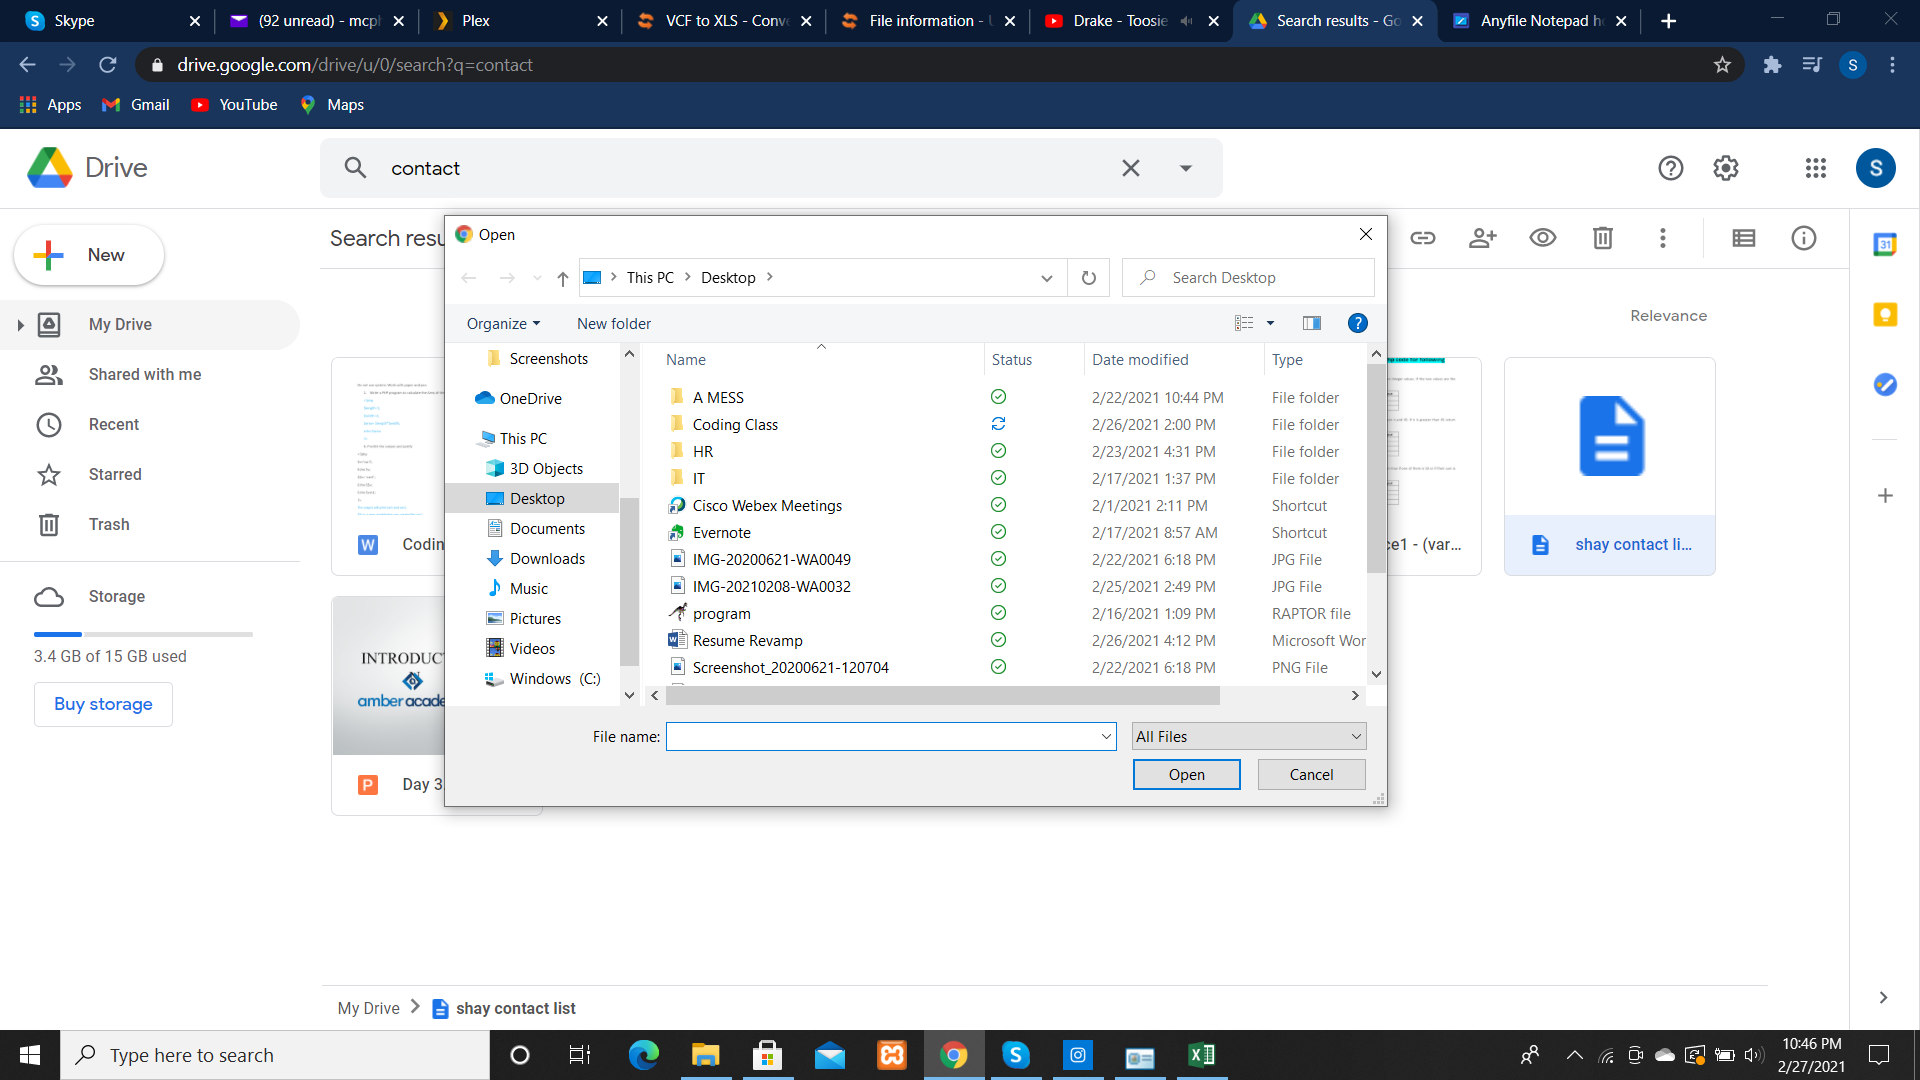 Skype
(92 unread) - mcph
Plex
VCF to XLS - Conve
File information - U
Drake - Toosie
Search results - Go
Anyfile Notepad ho
drive.google.com/drive/u/0/search?q=contact
S
Apps
Gmail
YouTube
Maps
Drive
contact
S
New
Search resu
Open
This PC
Desktop
Search Desktop
Organize
New folder
My Drive
Shared with me
Recent
Starred
Trash
Storage
3.4 GB of 15 GB used
Buy storage
Screenshots
OneDrive
This PC
3D Objects
Desktop
Documents
Downloads
Music
Pictures
Videos
Windows (C:)
Name Status Date modified Type
A MESS 2/22/2021 10:44 PM File folder
Coding Class 2/26/2021 2:00 PM File folder
HR 2/23/2021 4:31 PM File folder
IT 2/17/2021 1:37 PM File folder
Cisco Webex Meetings 2/1/2021 2:11 PM Shortcut
Evernote 2/17/2021 8:57 AM Shortcut
IMG-20200621-WA0049 2/22/2021 6:18 PM JPG File
IMG-20210208-WA0032 2/25/2021 2:49 PM JPG File
program 2/16/2021 1:09 PM RAPTOR file
Resume Revamp 2/26/2021 4:12 PM Microsoft Wor
Screenshot_20200621-120704 2/22/2021 6:18 PM PNG File
File name:
All Files
Open
Cancel
Relevance
31
W
Codin
ce1 - (var...
shay contact li...
INTRODUCT
amber acade
P
Day 3
My Drive
shay contact list
Type here to search
10:46 PM
2/27/2021